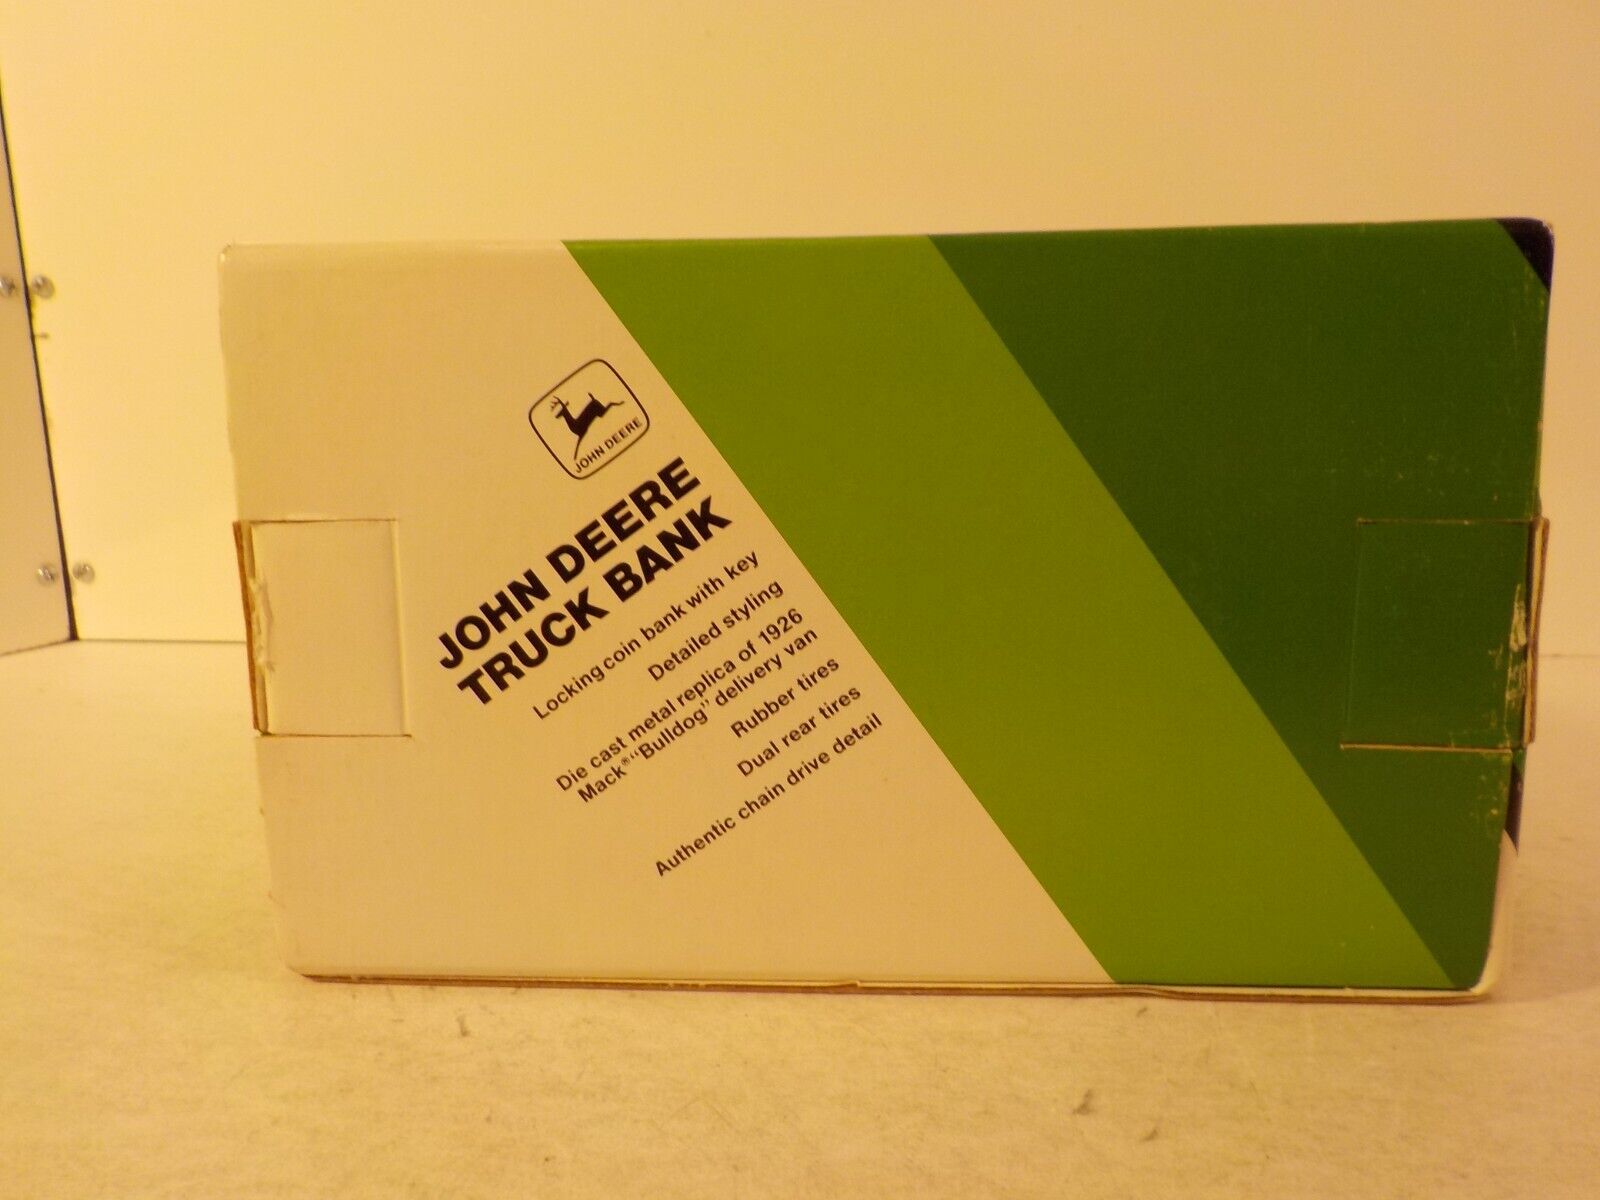 JOHN DEERE
JOHN DEERE
TRUCK BANK
Locking coin bank with key
Detailed styling
Die cast metal replica of 1926
Mack® "Bulldog" delivery van
Rubber tires
Dual rear tires
Authentic chain drive detail